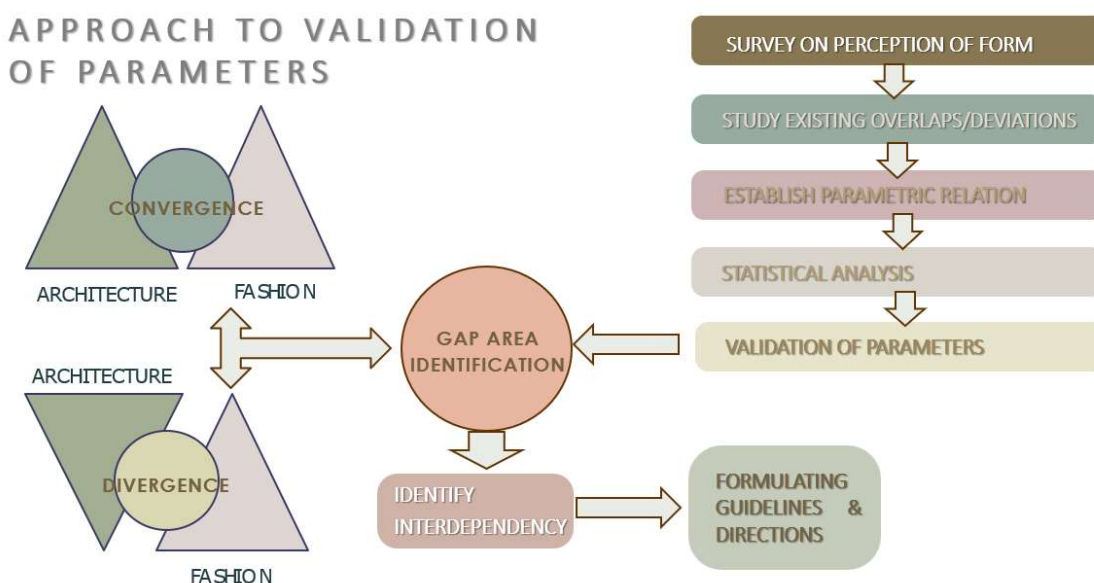 APPROACH TO VALIDATION
OF PARAMETERS
CONVERGENCE
ARCHITECTURE
FASHION
ARCHITECTURE
DIVERGENCE
FASHION
GAP AREA
IDENTIFICATION
IDENTIFY
INTERDEPENDENCY
SURVEY ON PERCEPTION OF FORM
STUDY EXISTING OVERLAPS/DEVIATIONS
ESTABLISH PARAMETRIC RELATION
STATISTICAL ANALYSIS
VALIDATION OF PARAMETERS
FORMULATING
GUIDELINES &
DIRECTIONS